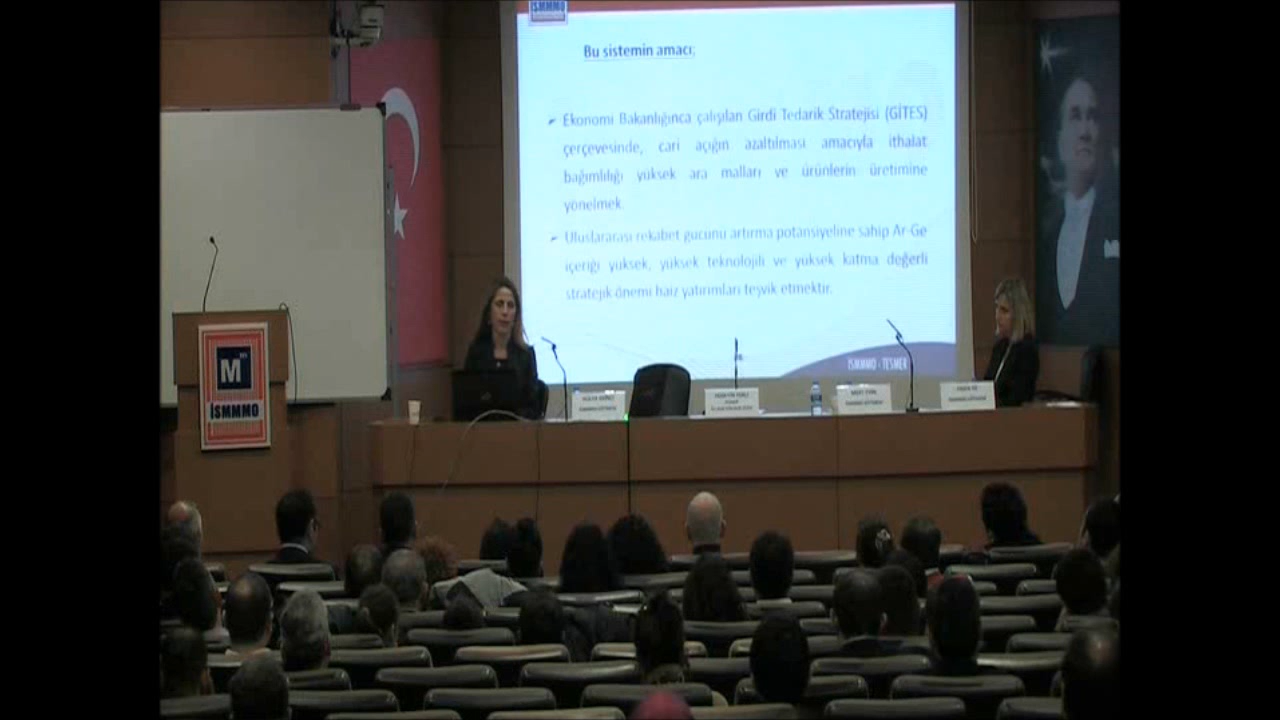 İSMMMO
Bu sistemin amacı;
Ekonomi Bakanlığınca çalışılan Girdi Tedarik Stratejisi (GİTES)
çerçevesinde, cari açığın azaltılması amacıyla ithalat
bağımlılığı yüksek ara malları ve ürünlerin üretimine
yönelmek.
Uluslararası rekabet gücünü artırma potansiyeline sahip Ar-Ge
içeriği yüksek, yüksek teknolojili ve yüksek katma değerli
stratejik önemi haiz yatırımları teşvik etmektir.
İSMMMO - TESMER
M
İSMMMO